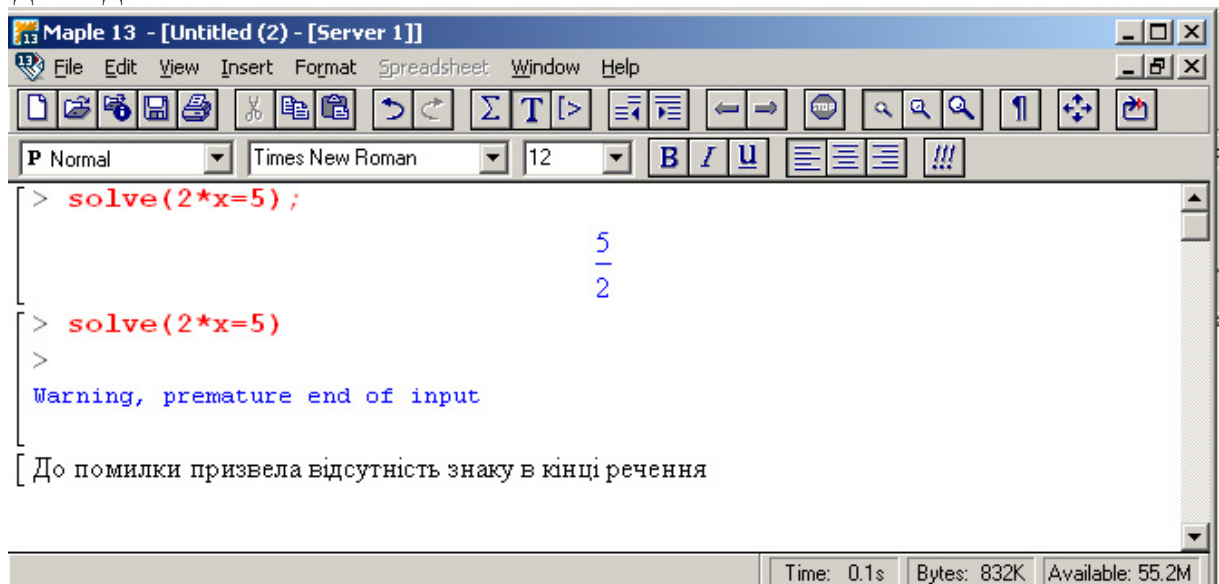 Maple 13 - [Untitled (2) - [Server 1]]
File Edit View Insert Format Spreadsheet Window Help
STOP
P Normal Times New Roman 12 B I U !!!
> solve(2*x=5);
5
2
> solve(2*x=5)
>
Warning, premature end of input
До помилки призвела відсутність знаку в кінці речення
Time: 0.1s Bytes: 832K Available: 55.2M